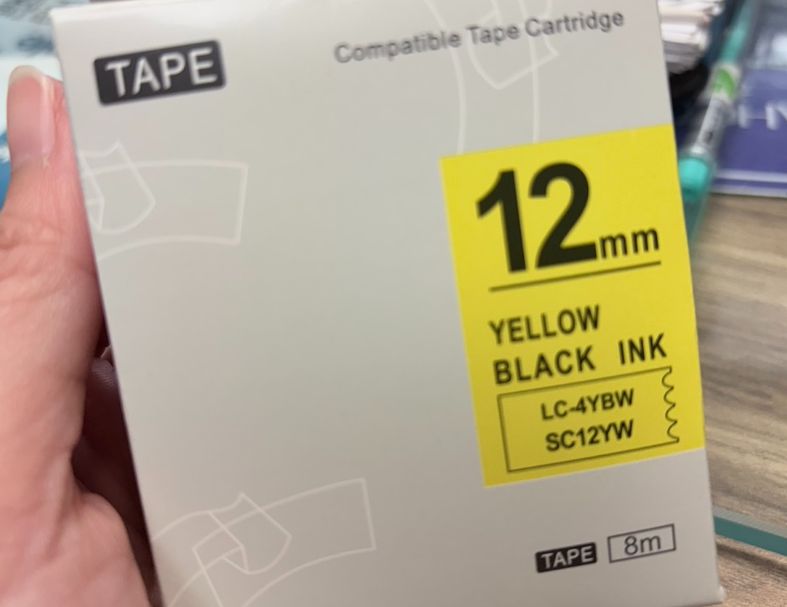 TAPE
Compatible Tape Cartridge
12mm
YELLOW
BLACK INK
LC-4YBW
SC12YW
TAPE 8m